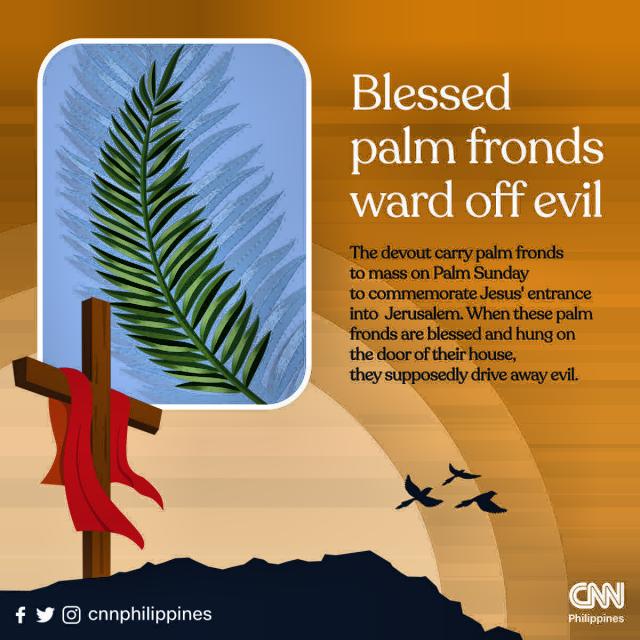 Blessed
palm fronds
ward off evil
The devout carry palm fronds
to mass on Palm Sunday
to commemorate Jesus' entrance
into Jerusalem. When these palm
fronds are blessed and hung on
the door of their house,
they supposedly drive away evil.
cnnphilippines
CNN
Philippines